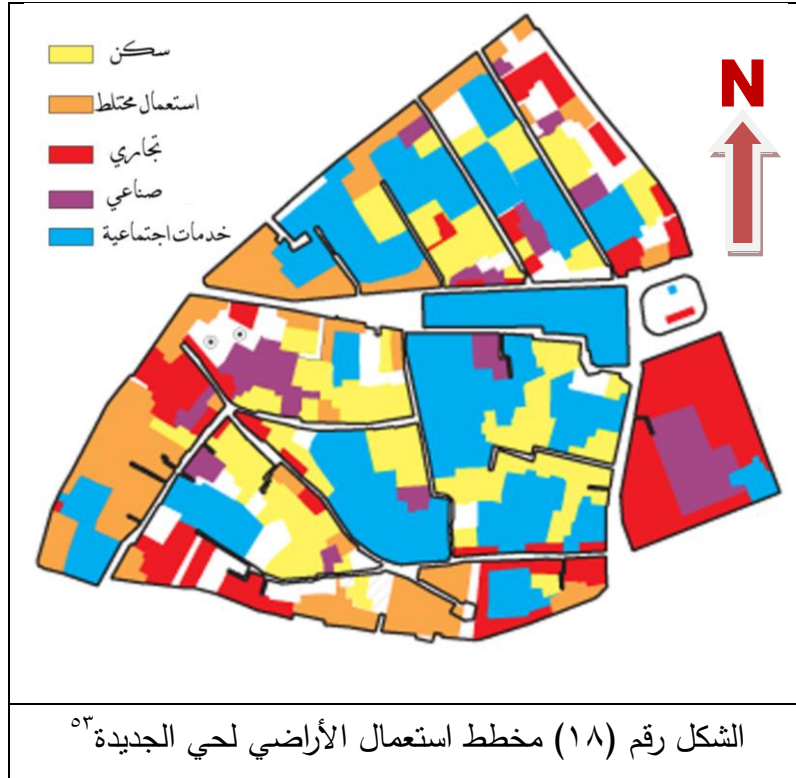 سكن
استعمال مختلط
تجاري
صناعي
خدمات اجتماعية
N
الشكل رقم (١٨) مخطط استعمال الأراضي لحي الجديدة٥٣